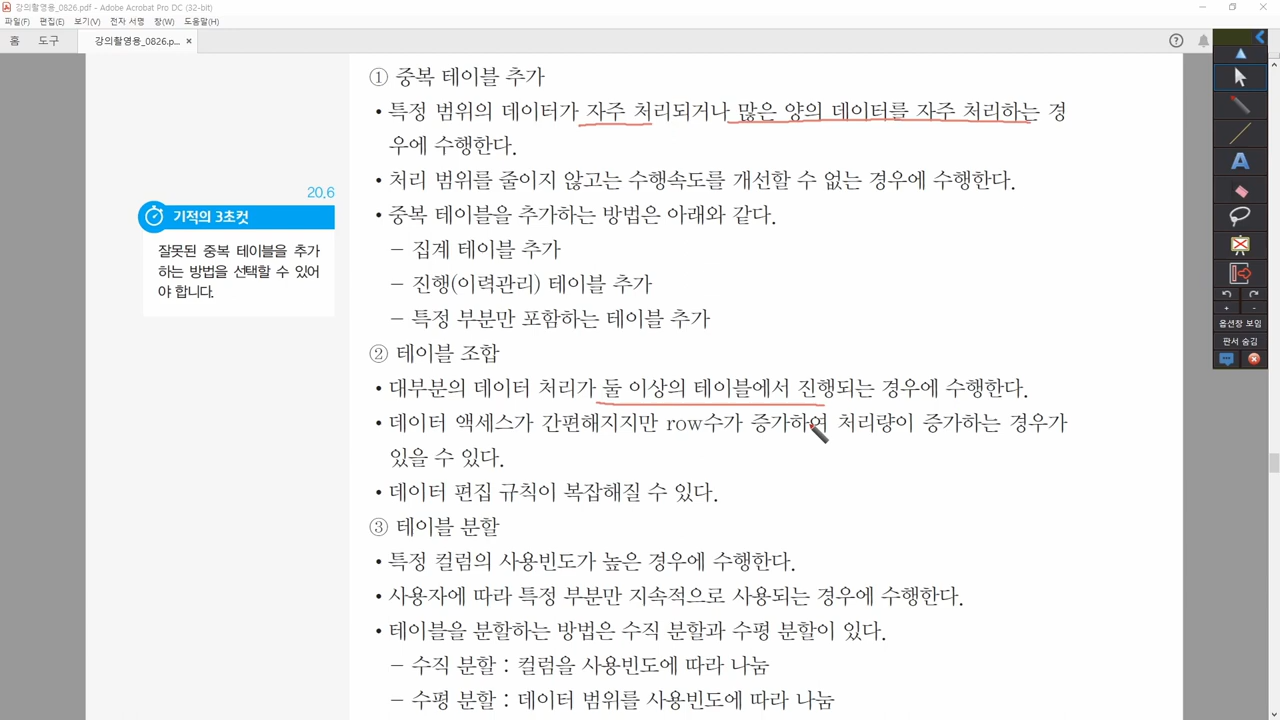 강의촬영용_0826.pdf - Adobe Acrobat Pro DC (32-bit)
파일(F) 편집(E) 보기(V) 전자 서명 창(W) 도움말(H)
홈 도구 강의촬영용_0826.p... ×
① 중복 테이블 추가
• 특정 범위의 데이터가 자주 처리되거나 많은 양의 데이터를 자주 처리하는 경
우에 수행한다.
• 처리 범위를 줄이지 않고는 수행속도를 개선할 수 없는 경우에 수행한다.
• 중복 테이블을 추가하는 방법은 아래와 같다.
– 집계 테이블 추가
– 진행(이력관리) 테이블 추가
– 특정 부분만 포함하는 테이블 추가
20.6
기적의 3초컷
잘못된 중복 테이블을 추가
하는 방법을 선택할 수 있어
야 합니다.
② 테이블 조합
• 대부분의 데이터 처리가 둘 이상의 테이블에서 진행되는 경우에 수행한다.
• 데이터 액세스가 간편해지지만 row수가 증가하여 처리량이 증가하는 경우가
있을 수 있다.
• 데이터 편집 규칙이 복잡해질 수 있다.
③ 테이블 분할
• 특정 컬럼의 사용빈도가 높은 경우에 수행한다.
• 사용자에 따라 특정 부분만 지속적으로 사용되는 경우에 수행한다.
• 테이블을 분할하는 방법은 수직 분할과 수평 분할이 있다.
– 수직 분할 : 컬럼을 사용빈도에 따라 나눔
– 수평 분할 : 데이터 범위를 사용빈도에 따라 나눔
A
+ -
옵션창 보임
판서 숨김